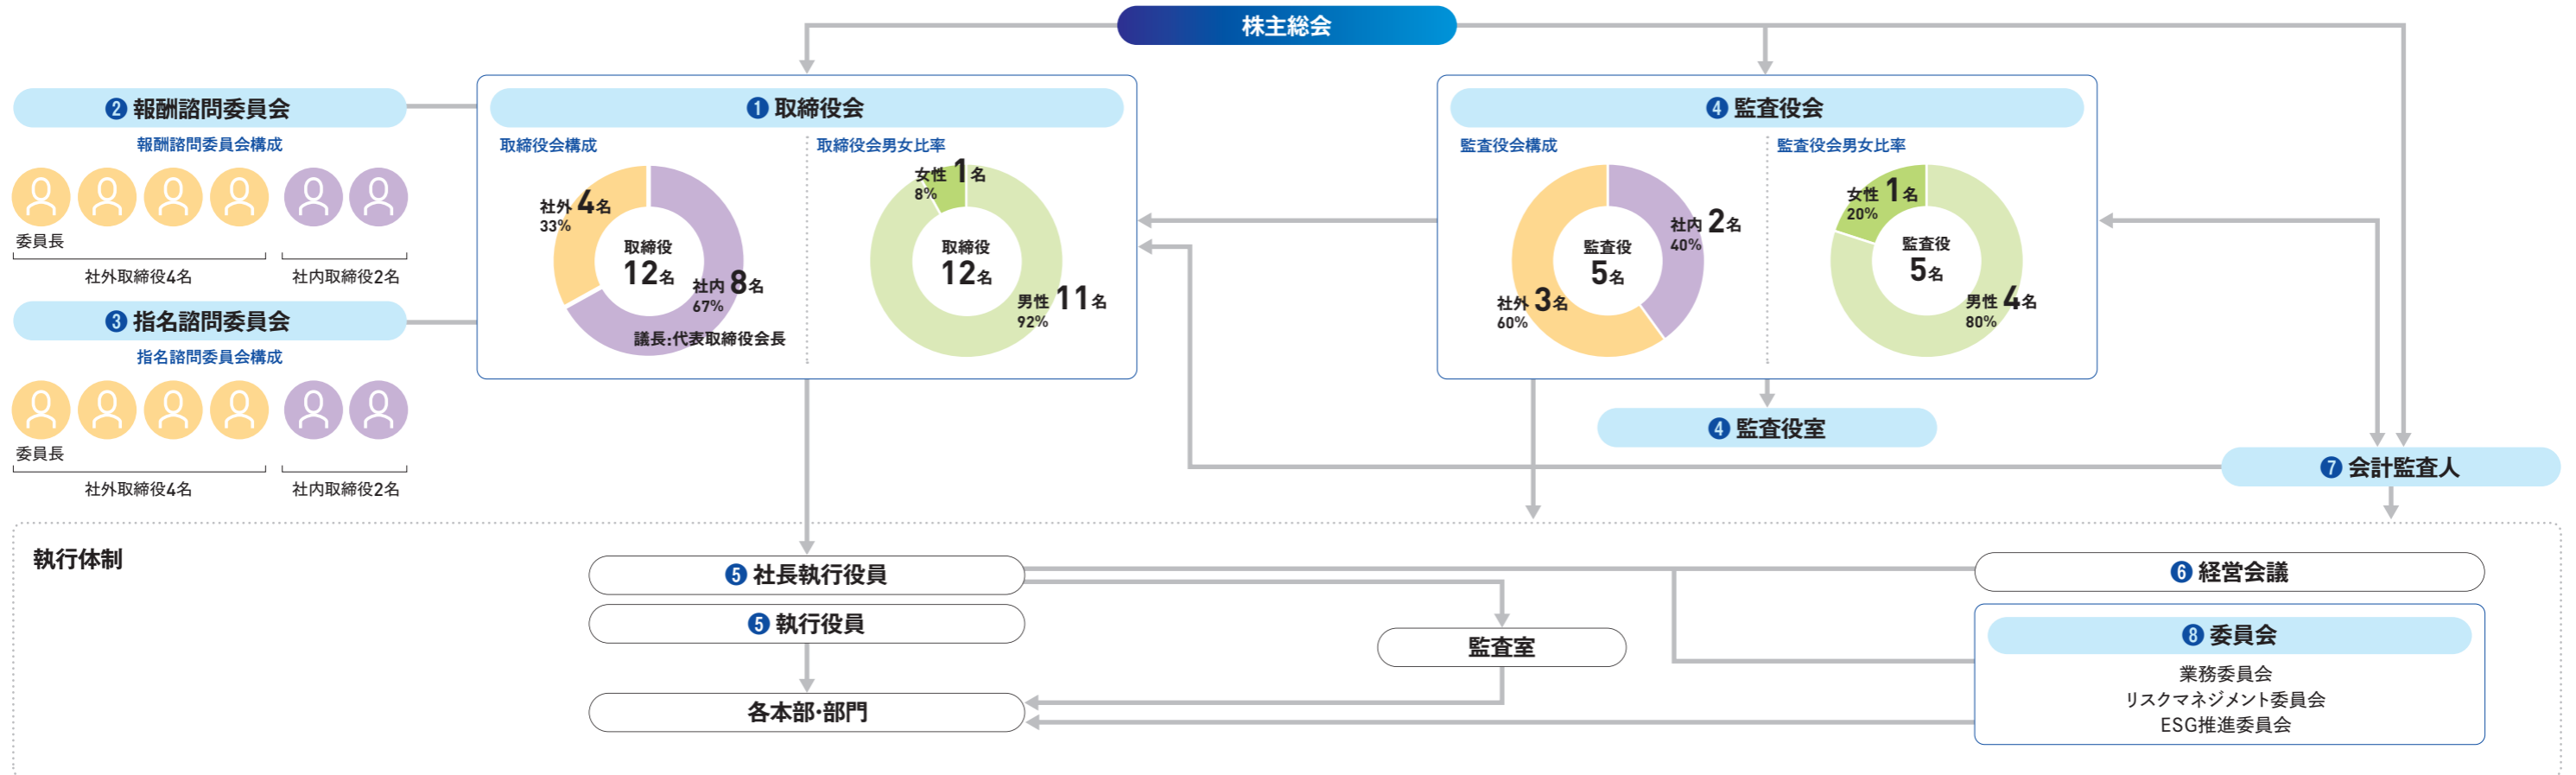 株主総会
❷ 報酬諮問委員会
報酬諮問委員会構成
委員長
社外取締役4名
社内取締役2名
❸ 指名諮問委員会
指名諮問委員会構成
委員長
社外取締役4名
社内取締役2名
❶ 取締役会
取締役会構成
社外 4名
33%
取締役
12名
社内 8名
67%
議長:代表取締役会長
取締役会男女比率
女性 1名
8%
取締役
12名
男性 11名
92%
❹ 監査役会
監査役会構成
社内 2名
40%
監査役
5名
社外 3名
60%
監査役会男女比率
女性 1名
20%
監査役
5名
男性 4名
80%
❹ 監査役室
❼ 会計監査人
執行体制
❺ 社長執行役員
❺ 執行役員
各本部・部門
監査室
❻ 経営会議
❽ 委員会
業務委員会
リスクマネジメント委員会
ESG推進委員会